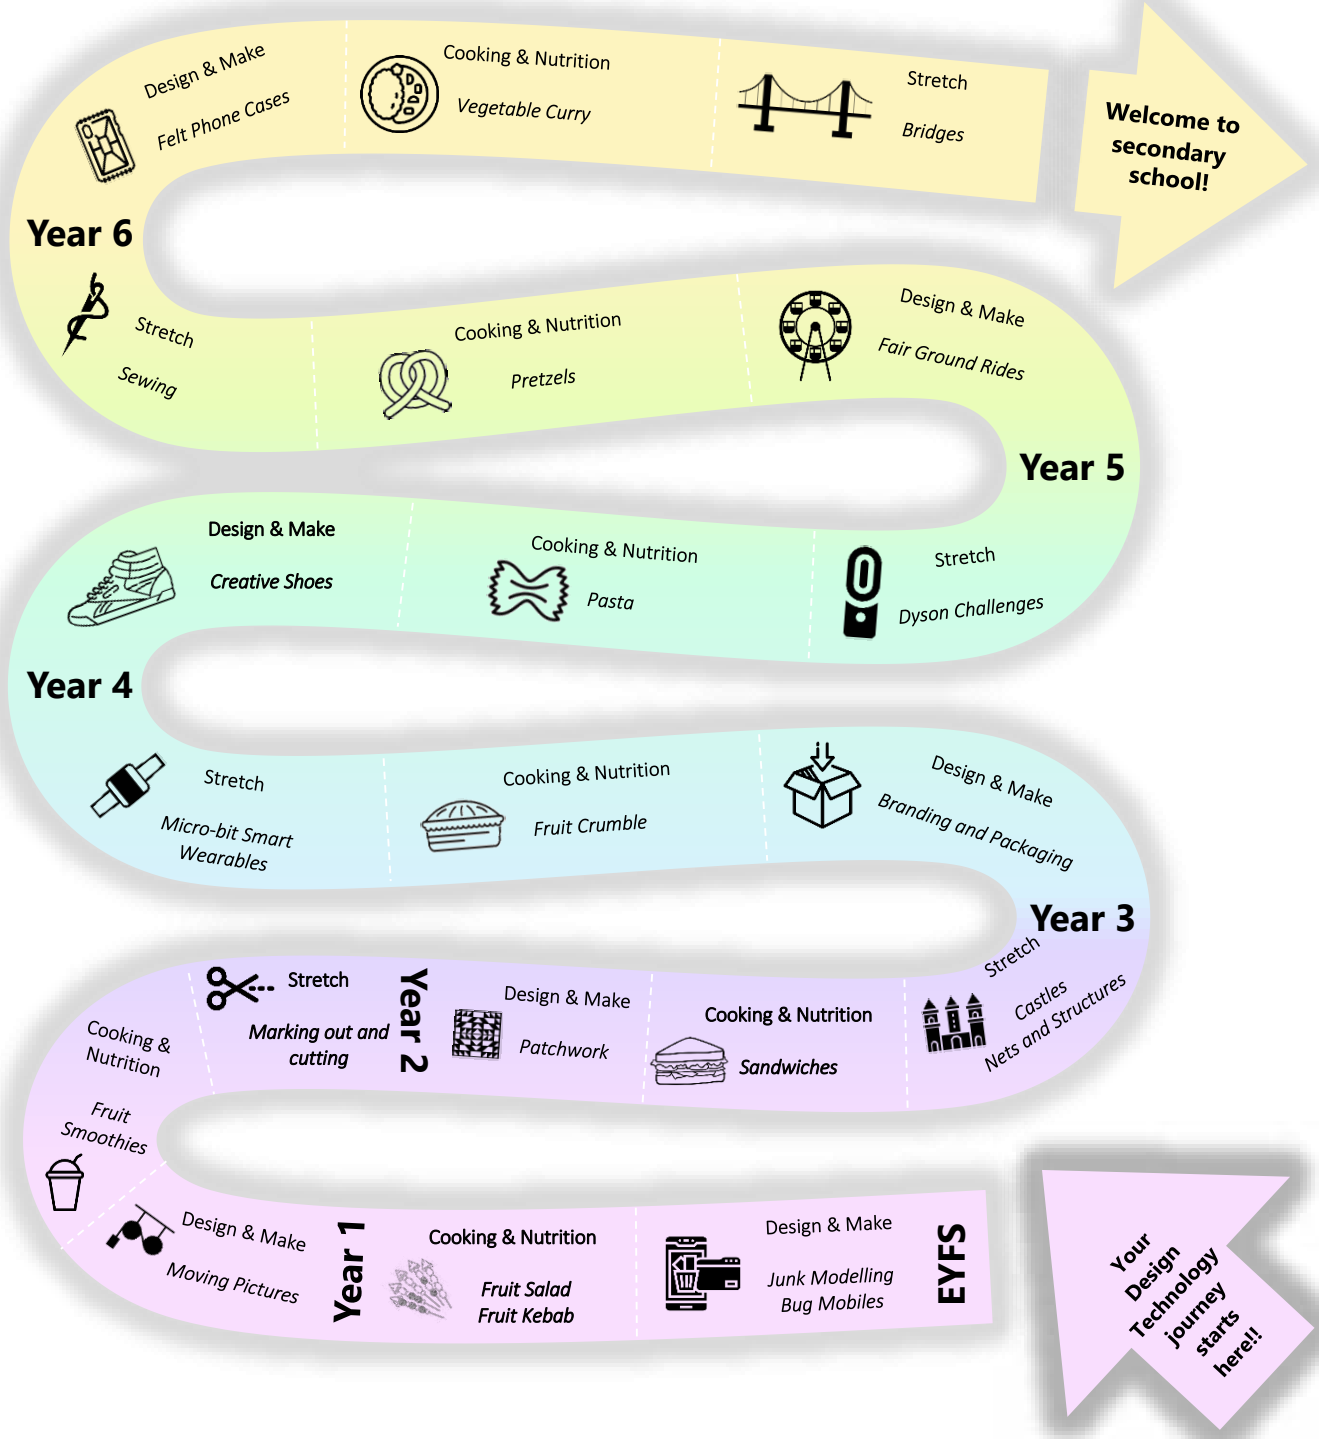 Design & Make
Felt Phone Cases
Cooking & Nutrition
Vegetable Curry
Stretch
Bridges
Welcome to
secondary
school!
Year 6
Stretch
Sewing
Cooking & Nutrition
Pretzels
Design & Make
Fair Ground Rides
Year 5
Design & Make
Creative Shoes
Cooking & Nutrition
Pasta
Stretch
Dyson Challenges
Year 4
Stretch
Micro-bit Smart
Wearables
Cooking & Nutrition
Fruit Crumble
Design & Make
Branding and Packaging
Year 3
Cooking &
Nutrition
Fruit
Smoothies
Stretch
Marking out and
cutting
Year 2
Design & Make
Patchwork
Cooking & Nutrition
Sandwiches
Stretch
Castles
Nets and Structures
Design & Make
Moving Pictures
Year 1
Cooking & Nutrition
Fruit Salad
Fruit Kebab
Design & Make
Junk Modelling
Bug Mobiles
EYFS
Your
Design
Technology
journey
starts
here!!